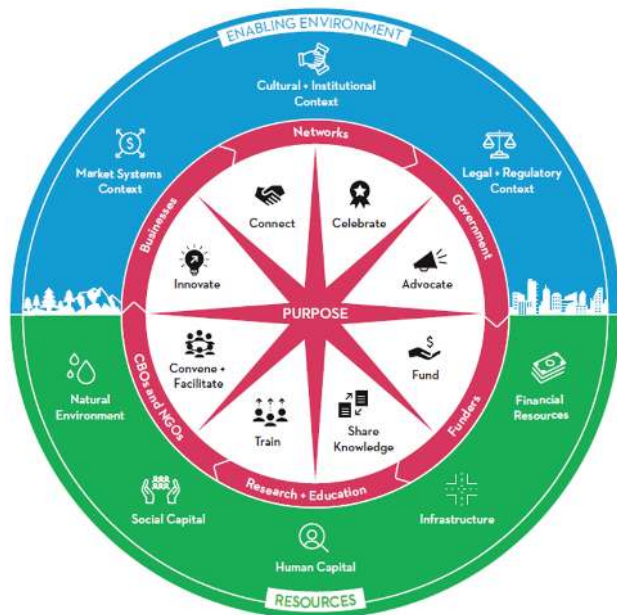 ENABLING ENVIRONMENT
Cultural + Institutional
Context
Market Systems
Context
Legal + Regulatory
Context
Networks
Businesses
Government
Connect
Celebrate
Innovate
Advocate
PURPOSE
Convene +
Facilitate
Fund
Train
Share
Knowledge
CBOs and NGOs
Funders
Research + Education
Natural
Environment
Financial
Resources
Social Capital
Infrastructure
Human Capital
RESOURCES